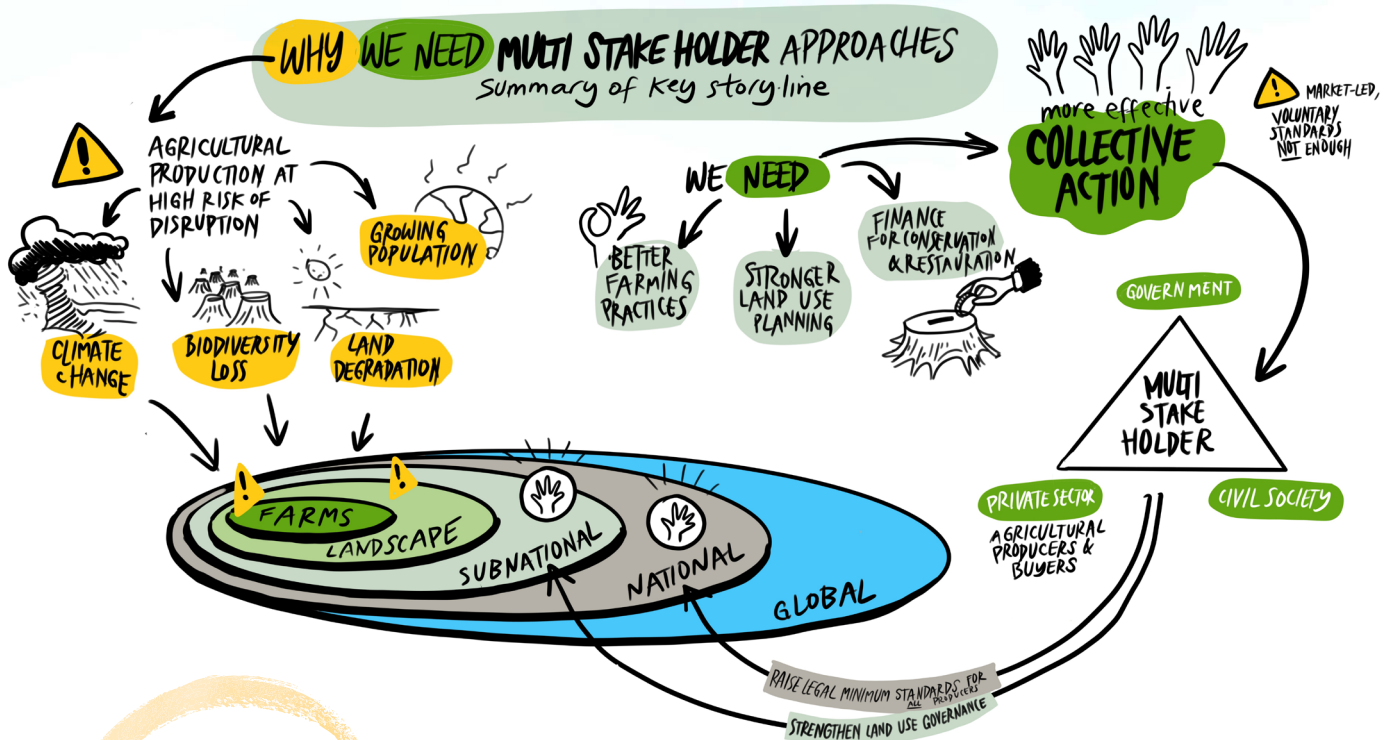 WHY WE NEED MULTI STAKE HOLDER APPROACHES
Summary of key story-line
AGRICULTURAL
PRODUCTION AT
HIGH RISK OF
DISRUPTION
GROWING
POPULATION
CLIMATE
CHANGE
BIODIVERSITY
LOSS
LAND
DEGRADATION
WE NEED
BETTER
FARMING
PRACTICES
STRONGER
LAND USE
PLANNING
FINANCE
FOR CONSERVATION
& RESTAURATION
more effective
COLLECTIVE
ACTION
MARKET-LED,
VOLUNTARY
STANDARDS
NOT ENOUGH
GOVERNMENT
MULTI
STAKE
HOLDER
PRIVATE SECTOR
AGRICULTURAL
PRODUCERS &
BUYERS
CIVIL SOCIETY
FARMS
LANDSCAPE
SUBNATIONAL
NATIONAL
GLOBAL
RAISE LEGAL MINIMUM STANDARDS FOR
ALL PRODUCERS
STRENGTHEN LAND USE GOVERNANCE